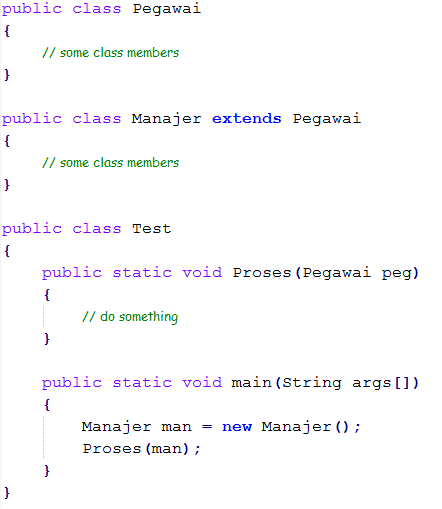 public class Pegawai
{
// some class members
}
public class Manajer extends Pegawai
{
// some class members
}
public class Test
{
public static void Proses(Pegawai peg)
{
// do something
}
public static void main(String args[])
{
Manajer man = new Manajer();
Proses(man);
}
}